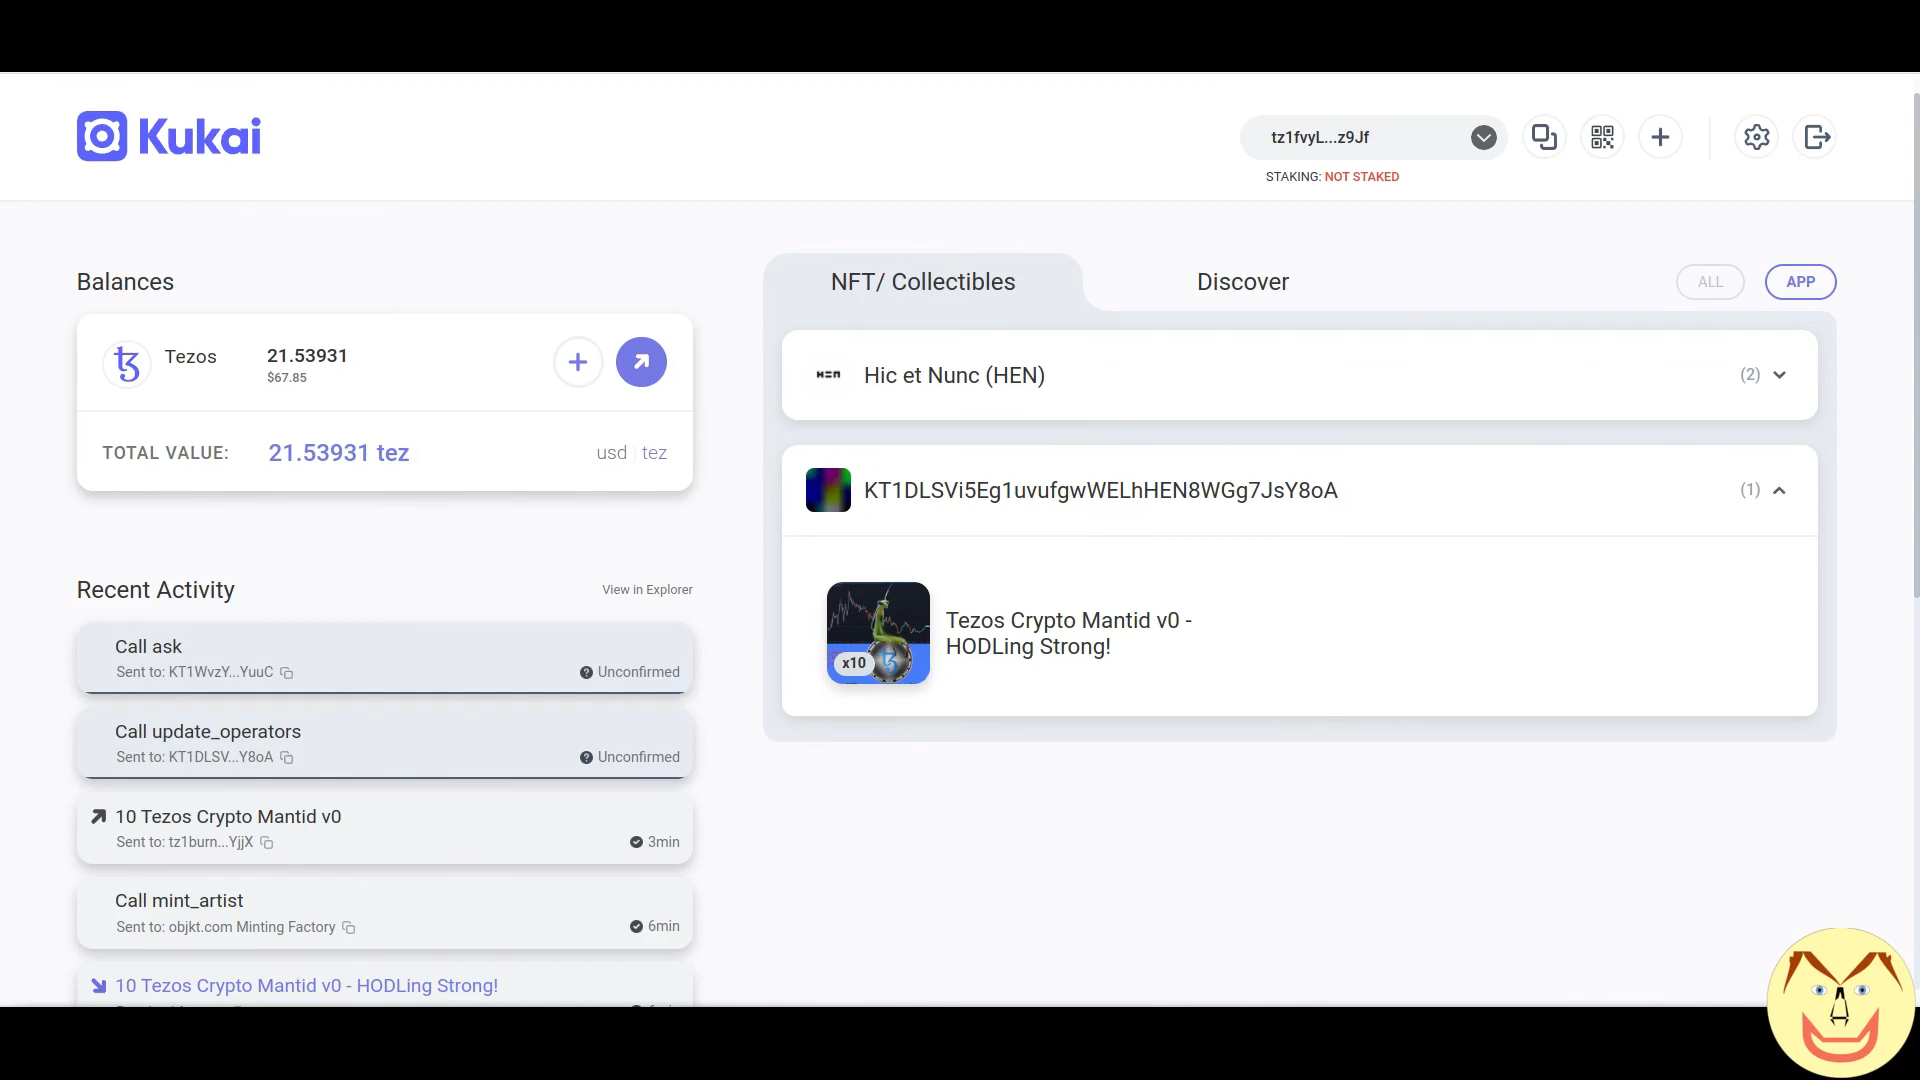 Kukai
tz1fvyL...z9Jf
STAKING: NOT STAKED
Balances
Tezos
21.53931
$67.85
TOTAL VALUE:
21.53931 tez
usd | tez
Recent Activity
View in Explorer
Call ask
Sent to: KT1WvzY...YuuC
Unconfirmed
Call update_operators
Sent to: KT1DLSV...Y8oA
Unconfirmed
10 Tezos Crypto Mantid v0
Sent to: tz1burn...YjjX
3min
Call mint_artist
Sent to: objkt.com Minting Factory
6min
10 Tezos Crypto Mantid v0 - HODLing Strong!
NFT/ Collectibles
Discover
ALL
APP
HEN
Hic et Nunc (HEN)
(2)
KT1DLSVi5Eg1uvufgwWELhHEN8WGg7JsY8oA
(1)
x10
Tezos Crypto Mantid v0 -
HODLing Strong!